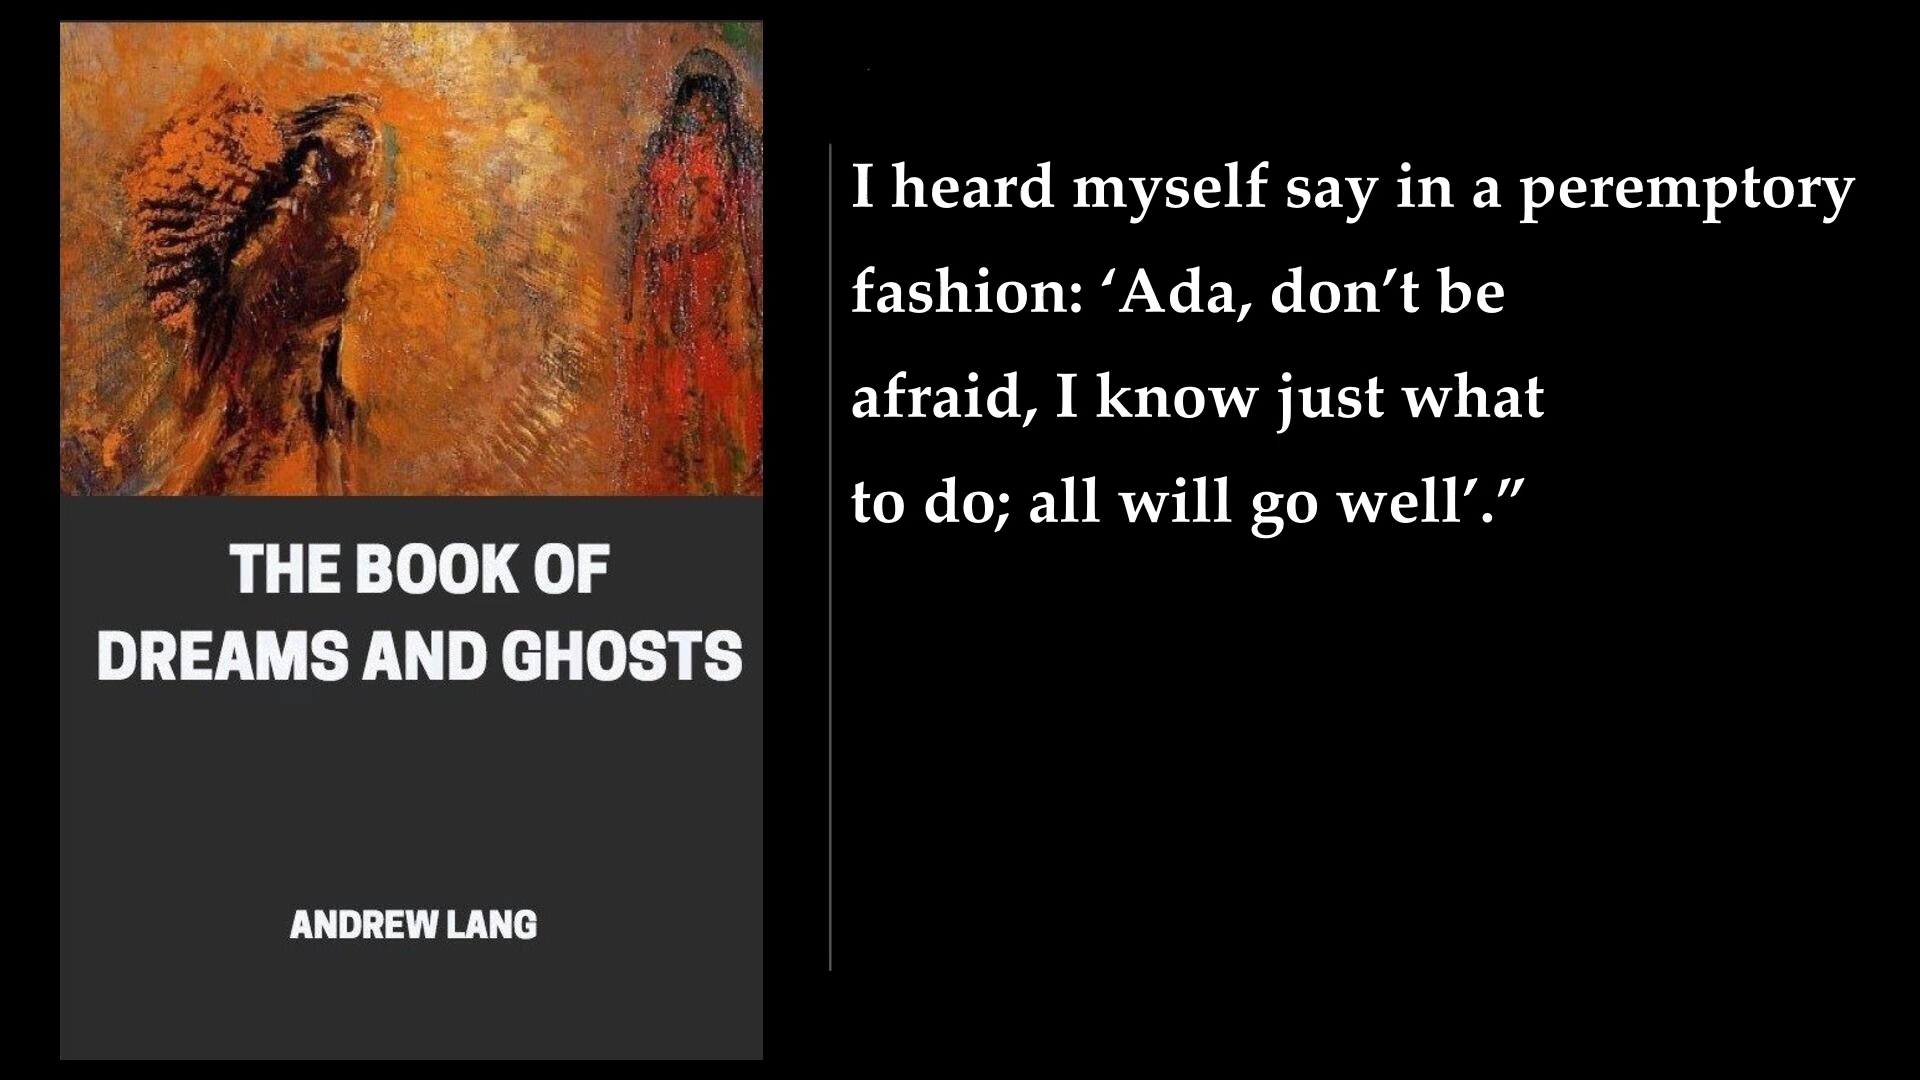 THE BOOK OF
DREAMS AND GHOSTS
ANDREW LANG
I heard myself say in a peremptory
fashion: ‘Ada, don’t be
afraid, I know just what
to do; all will go well’.”